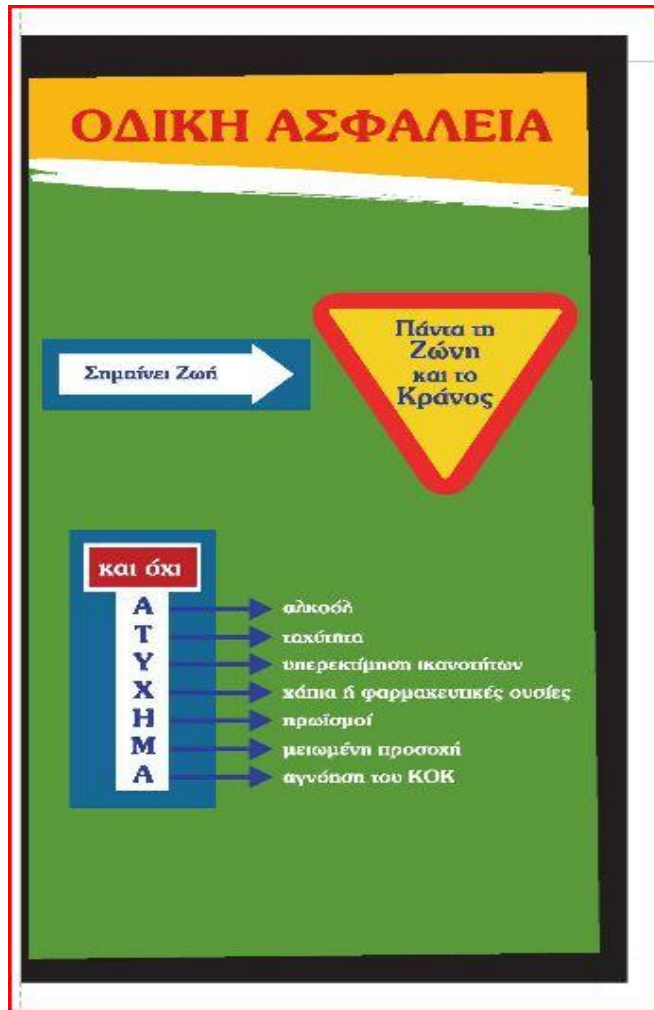 ΟΔΙΚΗ ΑΣΦΑΛΕΙΑ
Σημαίνει Ζωή
Πάντα τη
Ζώνη
και το
Κράνος
και όχι
Α αλκοόλ
Τ ταχύτητα
Υ υπερεκτίμηση ικανοτήτων
Χ χάπια ή φαρμακευτικές ουσίες
Η ηρωϊσμοί
Μ μειωμένη προσοχή
Α αγνόηση του ΚΟΚ